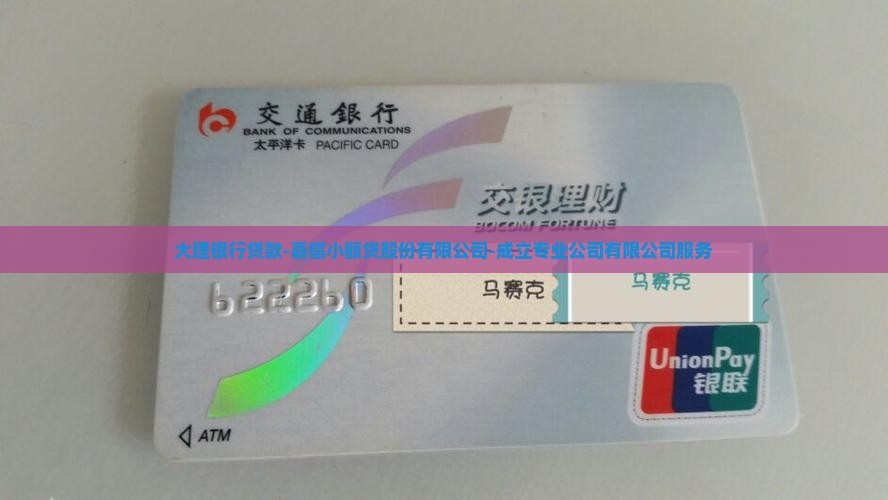 交通銀行
BANK OF COMMUNICATIONS
太平洋卡 PACIFIC CARD
交银理财
BOCOM FORTUNE
大理银行贷款-嘉信小额贷股份有限公司-成立专业公司有限公司服务
622260
马赛克
马赛克
UnionPay
银联
ATM